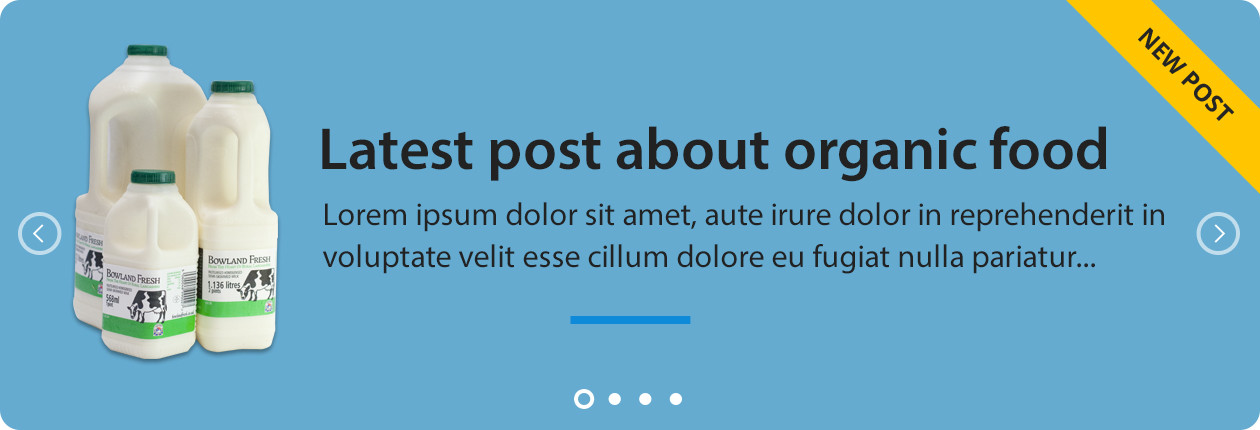 NEW POST
Latest post about organic food
Lorem ipsum dolor sit amet, aute irure dolor in reprehenderit in
voluptate velit esse cillum dolore eu fugiat nulla pariatur...
BOWLAND FRESH
568ml
BOWLAND FRESH
1.136 litres
2 pints